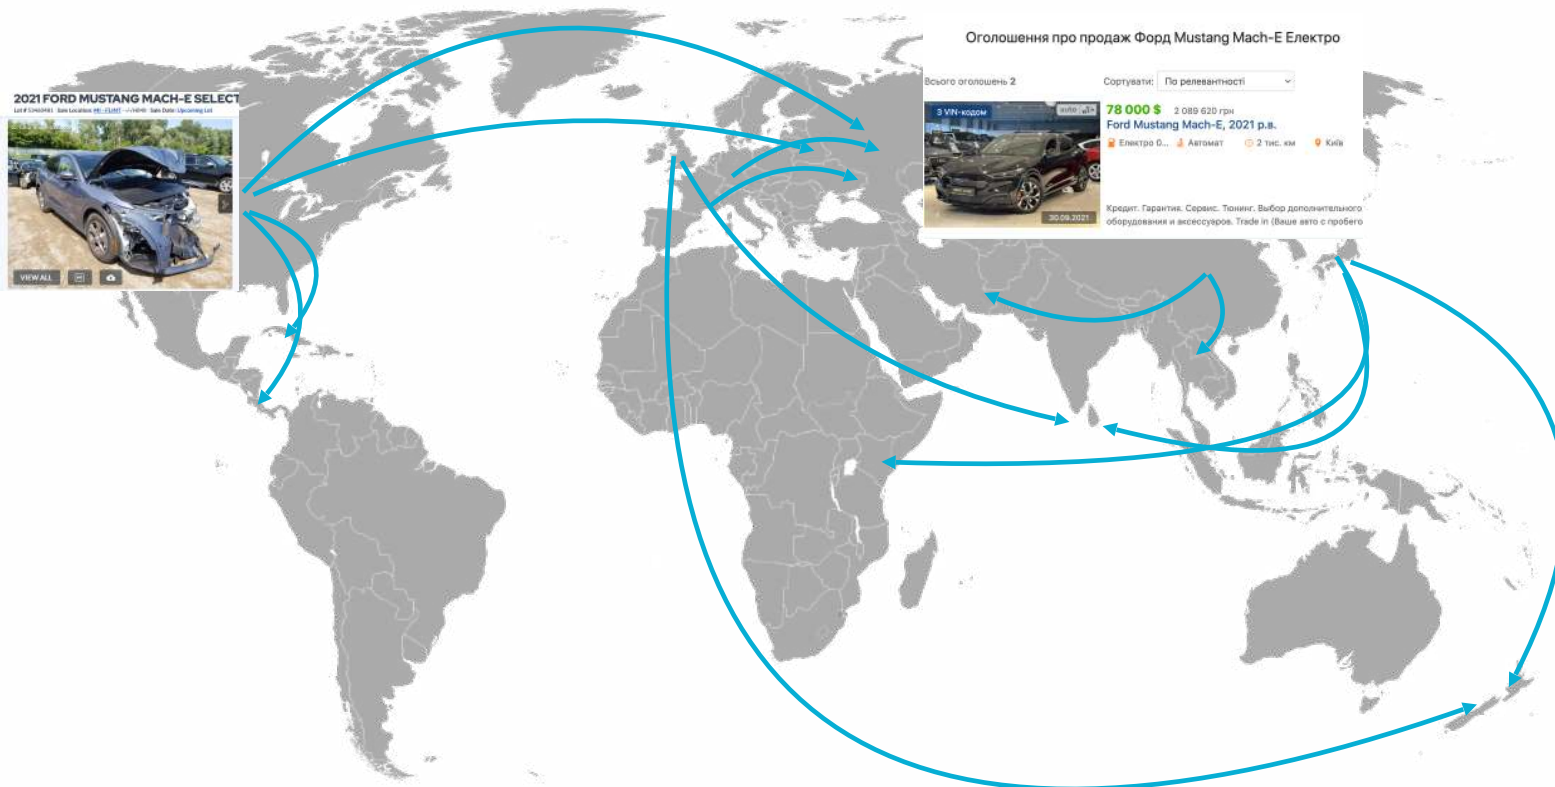 2021 FORD MUSTANG MACH-E SELECT
Sale Location: MI - FLINT
Sale Date: Upcoming Lot
VIEW ALL
Оголошення про продаж Форд Mustang Mach-E Електро
Всього оголошень 2
Сортувати: По релевантності
З VIN-кодом
78 000 $ 2 089 620 грн
Ford Mustang Mach-E, 2021 р.в.
Електро 0... Автомат 2 тис. км Київ
30.09.2021
Кредит. Гарантия. Сервис. Тюнинг. Выбор дополнительного
оборудования и аксессуаров. Trade in (Ваше авто с пробего